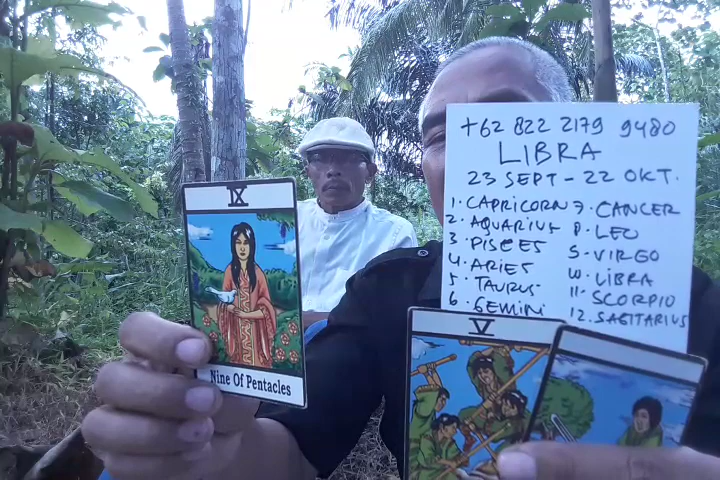 IX
Nine Of Pentacles
+62 822 2179 9480
LIBRA
23 SEPT - 22 OKT.
1. CAPRICORN 7. CANCER
2. AQUARIUS 8. LEO
3 PISCES 9. VIRGO
4. ARIES 10. LIBRA
5 TAURUS 11. SCORPIO
6 GEMINI 12. SAGITARIUS
V